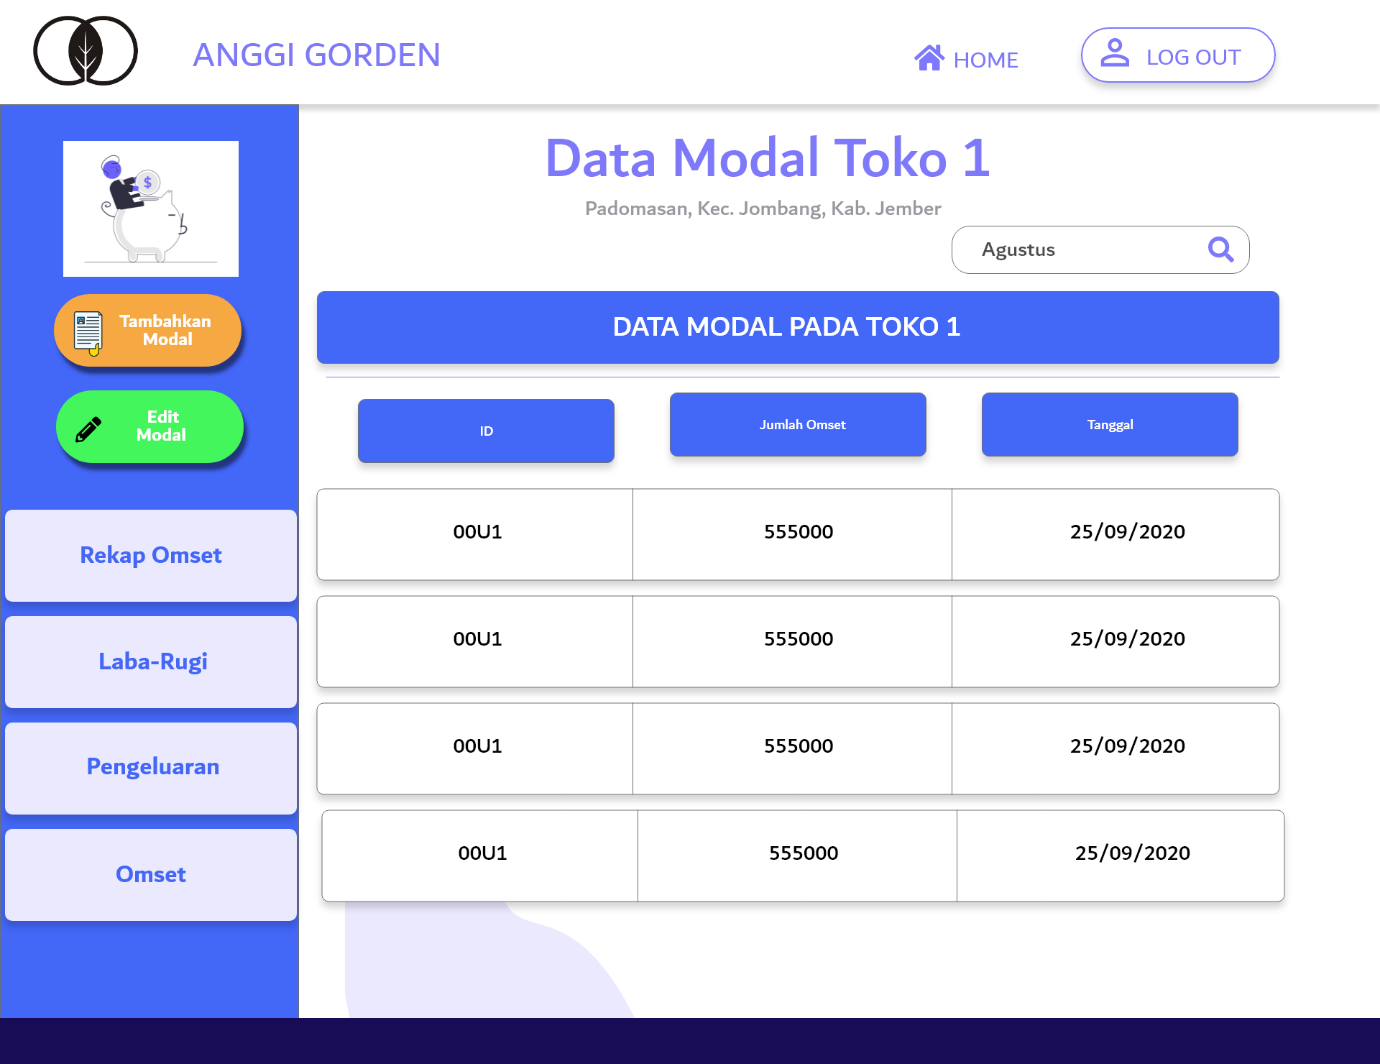 ANGGI GORDEN
HOME
LOG OUT
$
Tambahkan
Modal
Edit
Modal
Rekap Omset
Laba-Rugi
Pengeluaran
Omset
Data Modal Toko 1
Padomasan, Kec. Jombang, Kab. Jember
Agustus
DATA MODAL PADA TOKO 1
ID Jumlah Omset Tanggal
00U1 555000 25/09/2020
00U1 555000 25/09/2020
00U1 555000 25/09/2020
00U1 555000 25/09/2020